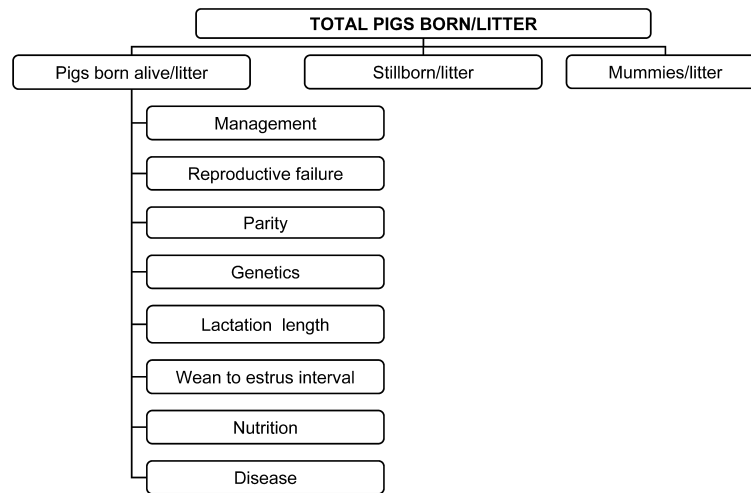 TOTAL PIGS BORN/LITTER
Pigs born alive/litter
Stillborn/litter
Mummies/litter
Management
Reproductive failure
Parity
Genetics
Lactation length
Wean to estrus interval
Nutrition
Disease